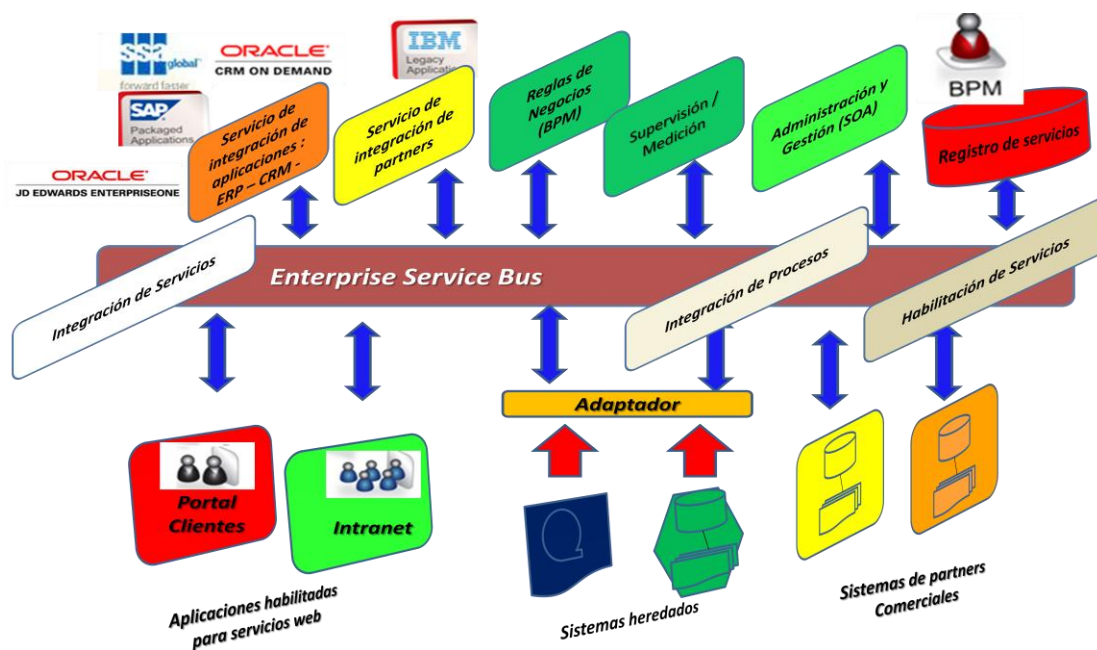 ssa
global™
forward faster
ORACLE®
CRM ON DEMAND
IBM
Legacy
Applicatio
SAP
Packaged
Applications
ORACLE®
JD EDWARDS ENTERPRISEONE
Servicio de
integración de
aplicaciones :
ERP – CRM -
Servicio de
integración de
partners
Reglas de
Negocios
(BPM)
Supervisión /
Medición
Administración y
Gestión (SOA)
BPM
Registro de servicios
Integración de Servicios
Enterprise Service Bus
Integración de Procesos
Habilitación de Servicios
Adaptador
Portal
Clientes
Intranet
Q
Aplicaciones habilitadas
para servicios web
Sistemas heredados
Sistemas de partners
Comerciales